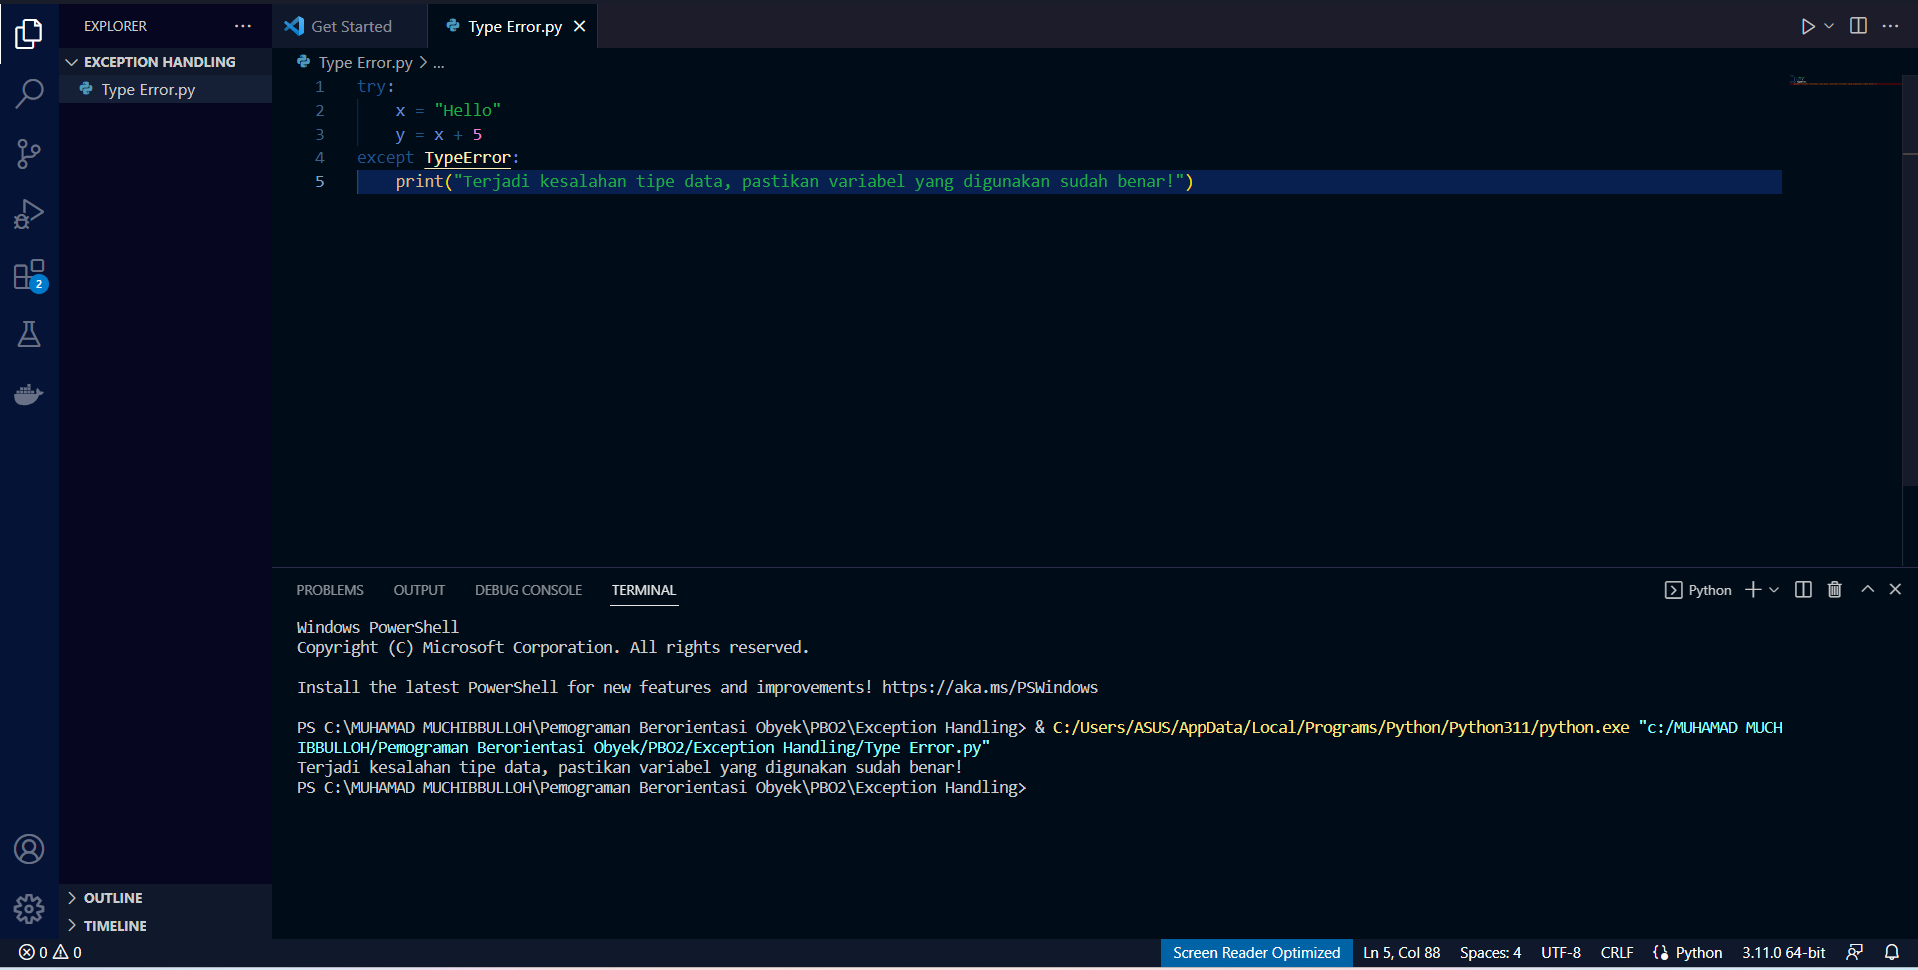 EXPLORER ···
Get Started
Type Error.py
EXCEPTION HANDLING
Type Error.py
Type Error.py > ...
1 try:
2     x = "Hello"
3     y = x + 5
4 except TypeError:
5     print("Terjadi kesalahan tipe data, pastikan variabel yang digunakan sudah benar!")
2
PROBLEMS OUTPUT DEBUG CONSOLE TERMINAL
Python
Windows PowerShell
Copyright (C) Microsoft Corporation. All rights reserved.
Install the latest PowerShell for new features and improvements! https://aka.ms/PSWindows
PS C:\MUHAMAD MUCHIBBULLOH\Pemograman Berorientasi Obyek\PBO2\Exception Handling> & C:/Users/ASUS/AppData/Local/Programs/Python/Python311/python.exe "c:/MUHAMAD MUCH
IBBULLOH/Pemograman Berorientasi Obyek/PBO2/Exception Handling/Type Error.py"
Terjadi kesalahan tipe data, pastikan variabel yang digunakan sudah benar!
PS C:\MUHAMAD MUCHIBBULLOH\Pemograman Berorientasi Obyek\PBO2\Exception Handling>
OUTLINE
TIMELINE
0 0
Screen Reader Optimized Ln 5, Col 88 Spaces: 4 UTF-8 CRLF Python 3.11.0 64-bit